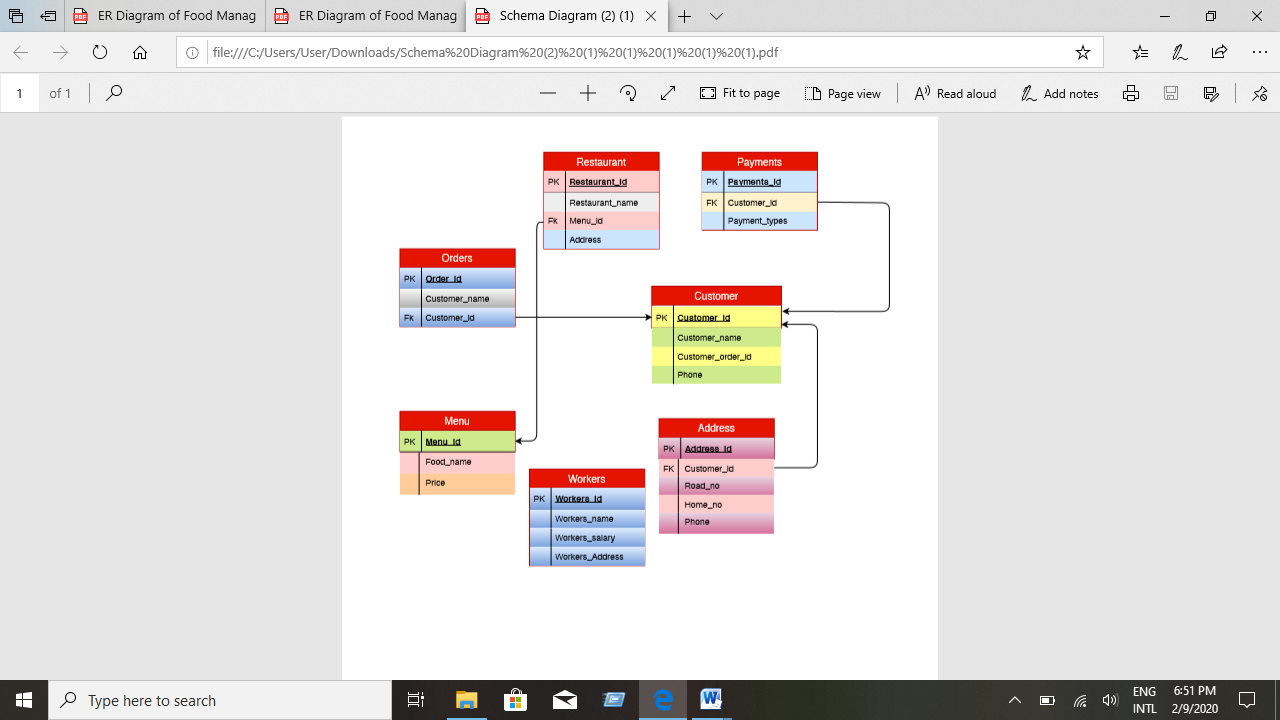 ER Diagram of Food Manag
ER Diagram of Food Manag
Schema Diagram (2) (1)
file:///C:/Users/User/Downloads/Schema%20Diagram%20(2)%20(1)%20(1)%20(1)%20(1)%20(1).pdf
1 of 1
Fit to page
Page view
Read aloud
Add notes
Restaurant
PK Restaurant_id
Restaurant_name
Fk Menu_id
Address
Payments
PK Payments_id
FK Customer_id
Payment_types
Orders
PK Order_id
Customer_name
Fk Customer_id
Customer
PK Customer_id
Customer_name
Customer_order_id
Phone
Menu
PK Menu_id
Food_name
Price
Address
PK Address_id
FK Customer_id
Road_no
Home_no
Phone
Workers
PK Workers_id
Workers_name
Workers_salary
Workers_Address
Type here to search
ENG
INTL
6:51 PM
2/9/2020